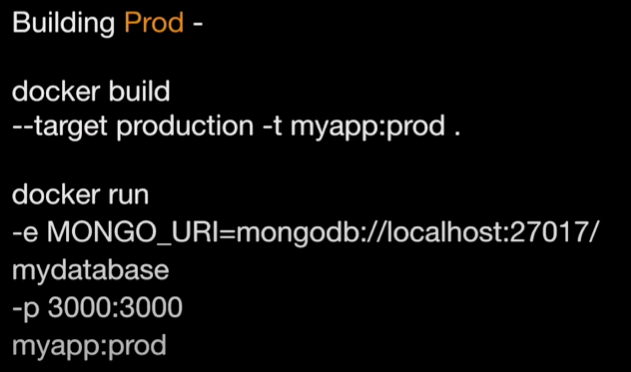 Building Prod -
docker build
--target production -t myapp:prod .
docker run
-e MONGO_URI=mongodb://localhost:27017/
mydatabase
-p 3000:3000
myapp:prod